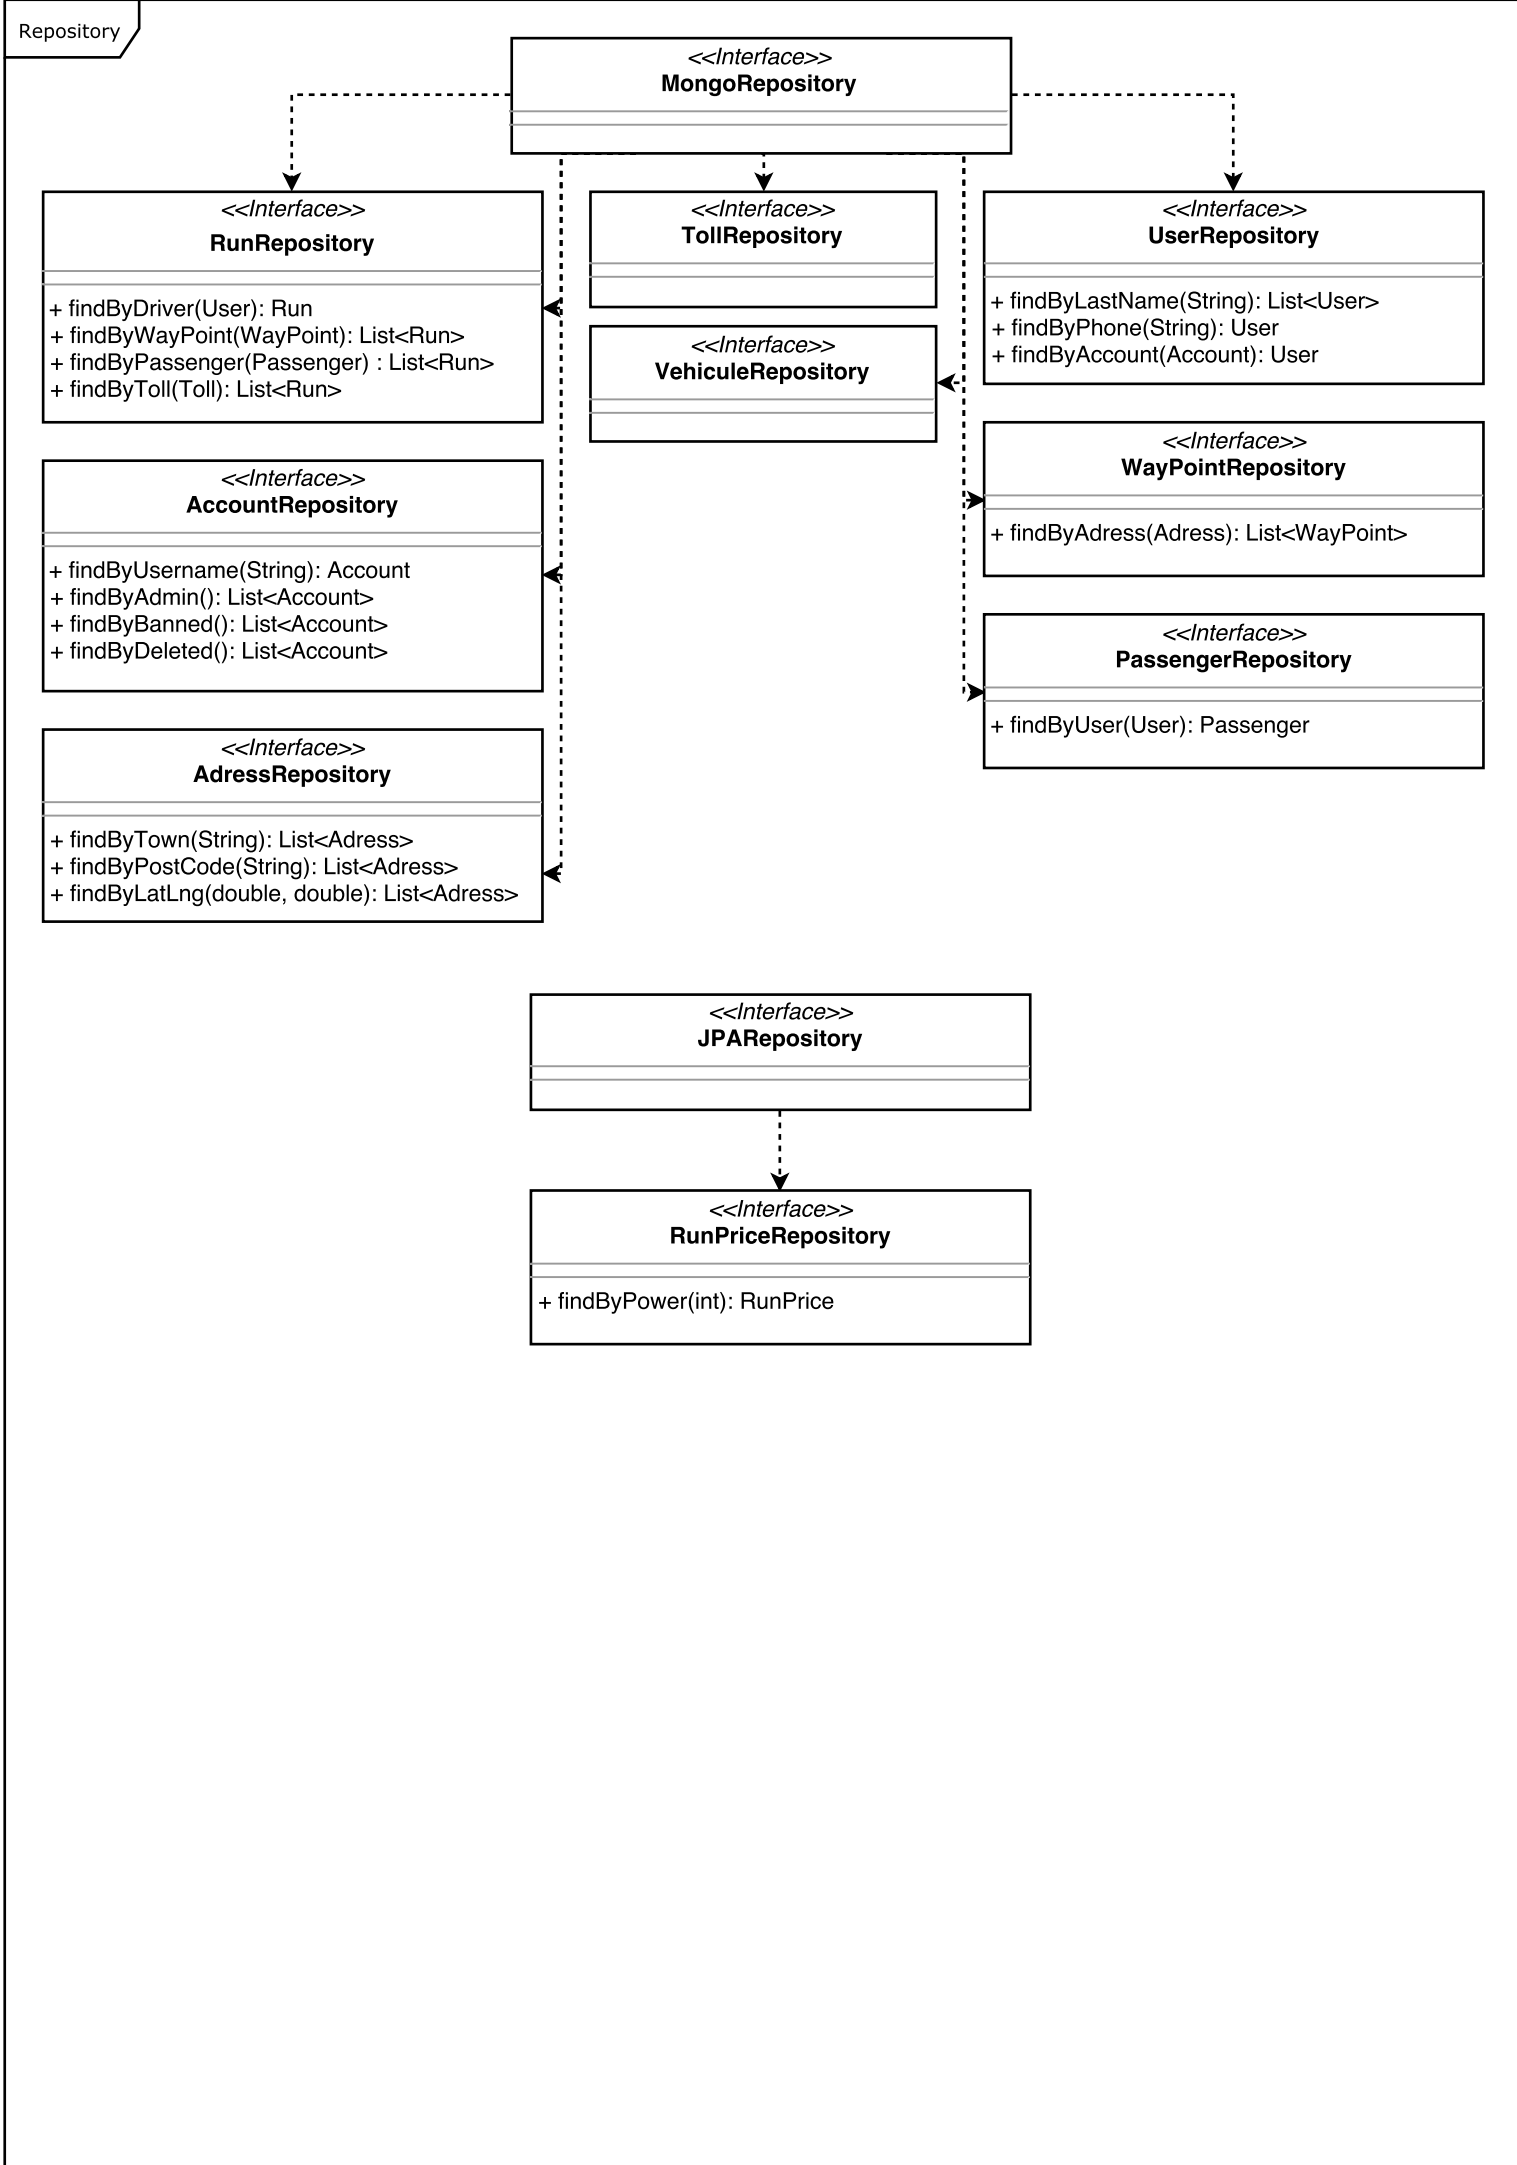 Repository
<<Interface>>
MongoRepository
<<Interface>>
RunRepository
+ findByDriver(User): Run
+ findByWayPoint(WayPoint): List<Run>
+ findByPassenger(Passenger) : List<Run>
+ findByToll(Toll): List<Run>
<<Interface>>
TollRepository
<<Interface>>
VehiculeRepository
<<Interface>>
UserRepository
+ findByLastName(String): List<User>
+ findByPhone(String): User
+ findByAccount(Account): User
<<Interface>>
AccountRepository
+ findByUsername(String): Account
+ findByAdmin(): List<Account>
+ findByBanned(): List<Account>
+ findByDeleted(): List<Account>
<<Interface>>
WayPointRepository
+ findByAdress(Adress): List<WayPoint>
<<Interface>>
PassengerRepository
+ findByUser(User): Passenger
<<Interface>>
AdressRepository
+ findByTown(String): List<Adress>
+ findByPostCode(String): List<Adress>
+ findByLatLng(double, double): List<Adress>
<<Interface>>
JPARepository
<<Interface>>
RunPriceRepository
+ findByPower(int): RunPrice